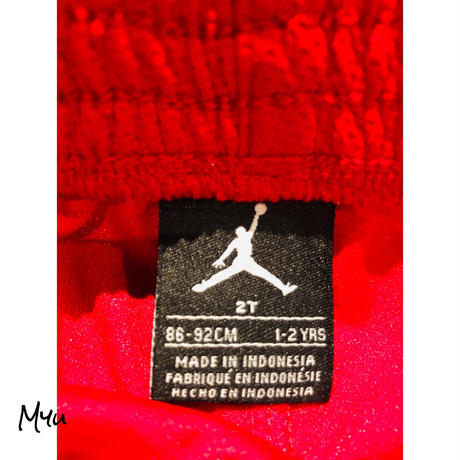 2T
86-92CM 1-2 YRS
MADE IN INDONESIA
FABRIQUÉ EN INDONÉSIE
HECHO EN INDONESIA
Myu